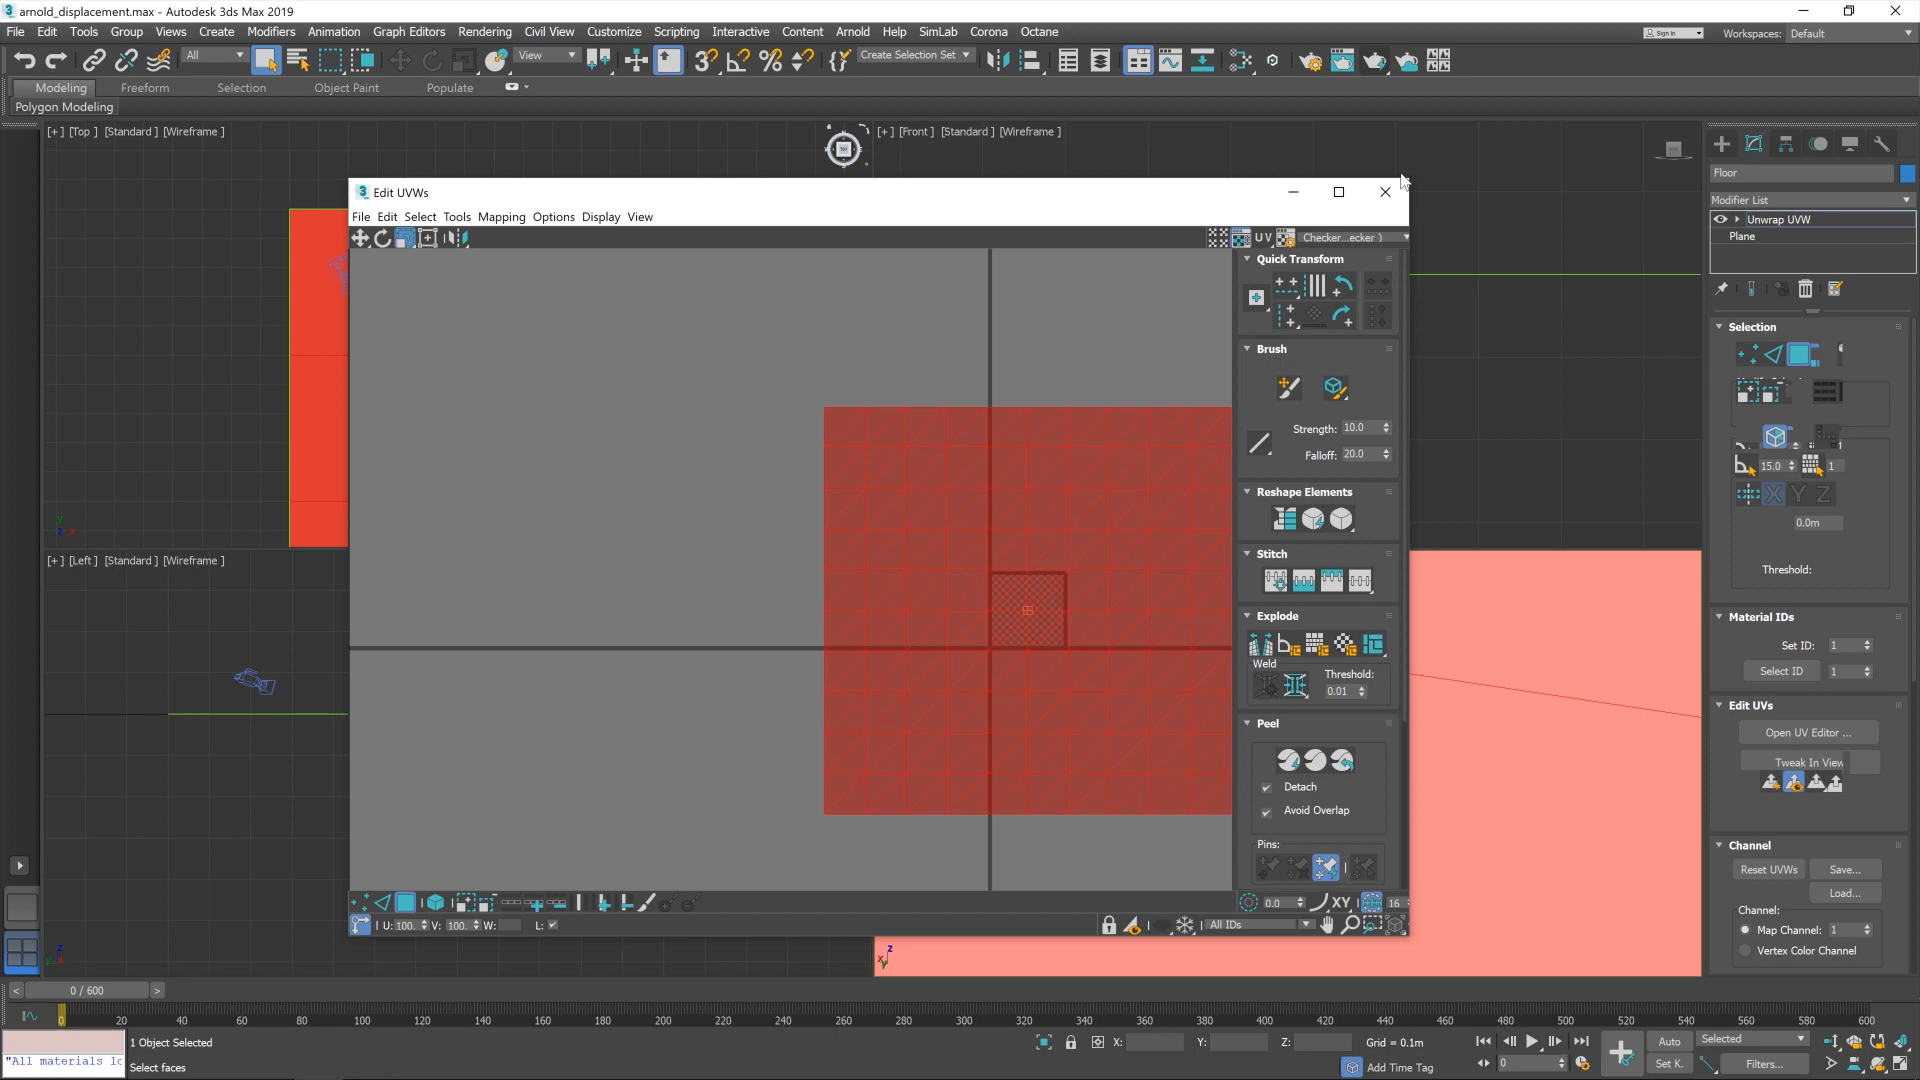 arnold_displacement.max - Autodesk 3ds Max 2019
File Edit Tools Group Views Create Modifiers Animation Graph Editors Rendering Civil View Customize Scripting Interactive Content Arnold Help SimLab Corona Octane
Sign In
Workspaces: Default
All
View
Create Selection Set
Modeling Freeform Selection Object Paint Populate
Polygon Modeling
[+] [Top ] [Standard ] [Wireframe ]
[+] [Front ] [Standard ] [Wireframe ]
[+] [Left ] [Standard ] [Wireframe ]
Edit UVWs
File Edit Select Tools Mapping Options Display View
UV Checker...ecker )
Quick Transform
Brush
Strength: 10.0
Falloff: 20.0
Reshape Elements
Stitch
Explode
Weld
Threshold:
0.01
Peel
Detach
Avoid Overlap
Pins:
0.0
XY
16
U: 100. V: 100. W:
L:
All IDs
Floor
Modifier List
Unwrap UVW
Plane
Selection
15.0
1
X Y Z
0.0m
Threshold:
Material IDs
Set ID: 1
Select ID 1
Edit UVs
Open UV Editor ...
Tweak In View
Channel
Reset UVWs Save...
Load...
Channel:
Map Channel: 1
Vertex Color Channel
< 0 / 600 >
0 20 40 60 80 100 120 140 160 180 200 220 240 260 280 300 320 340 360 380 400 420 440 460 480 500 520 540 560 580 600
"All materials lo
1 Object Selected
Select faces
X: Y: Z: Grid = 0.1m
Add Time Tag
0
Auto Selected
Set K. Filters...